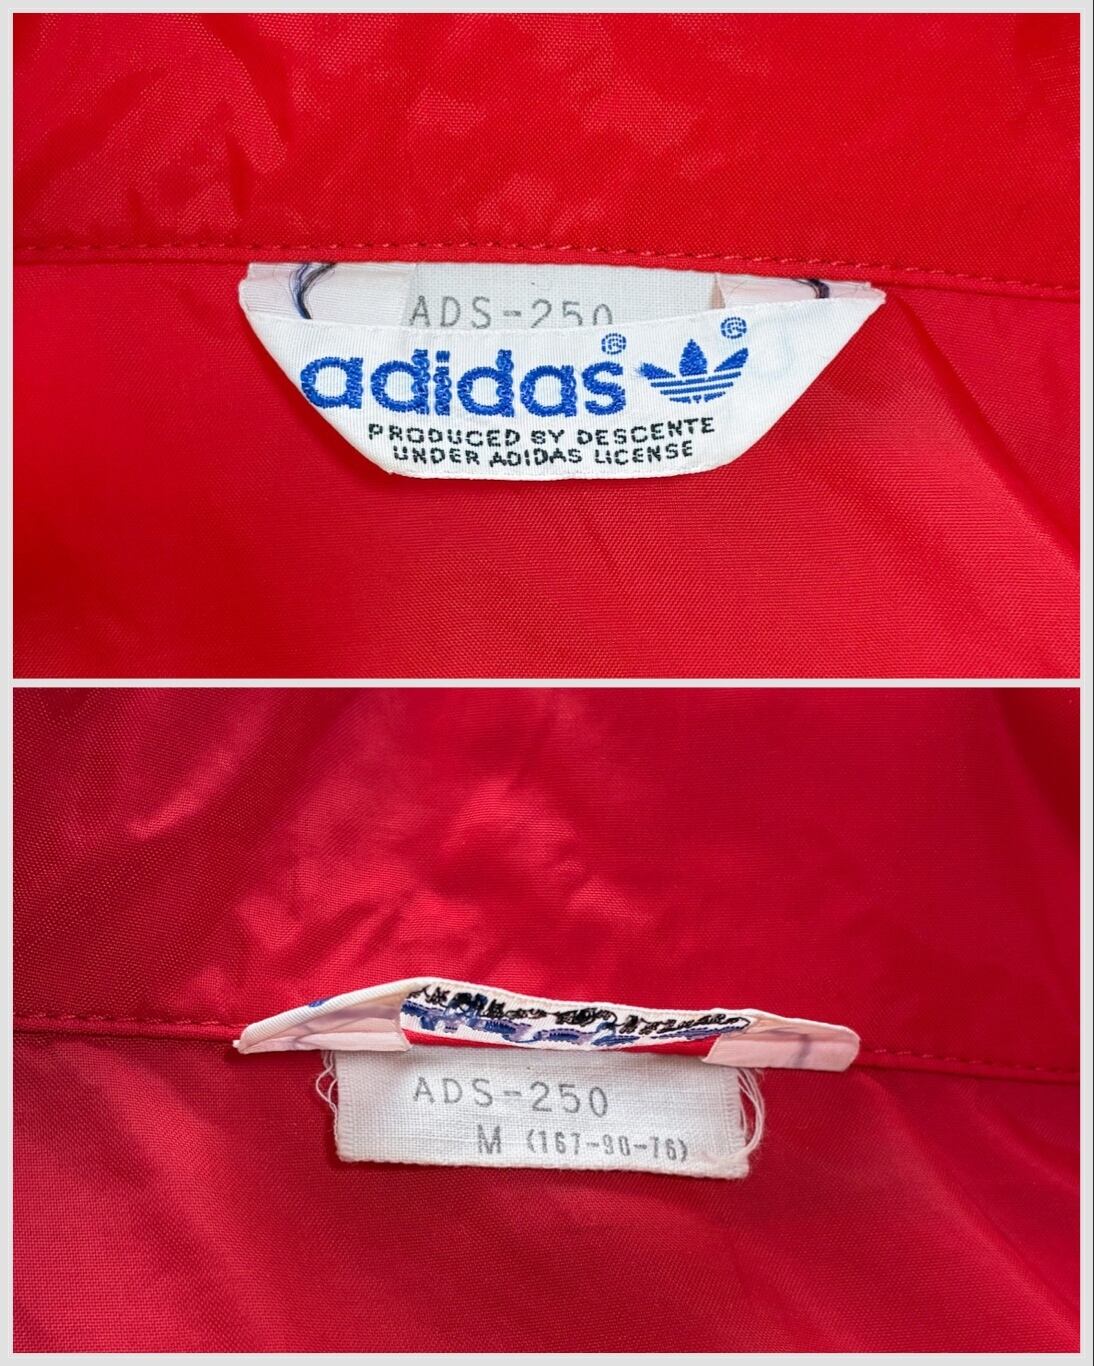 ADS-250
adidas®
®
PRODUCED BY DESCENTE
UNDER ADIDAS LICENSE
ADS-250
M (167-90-76)